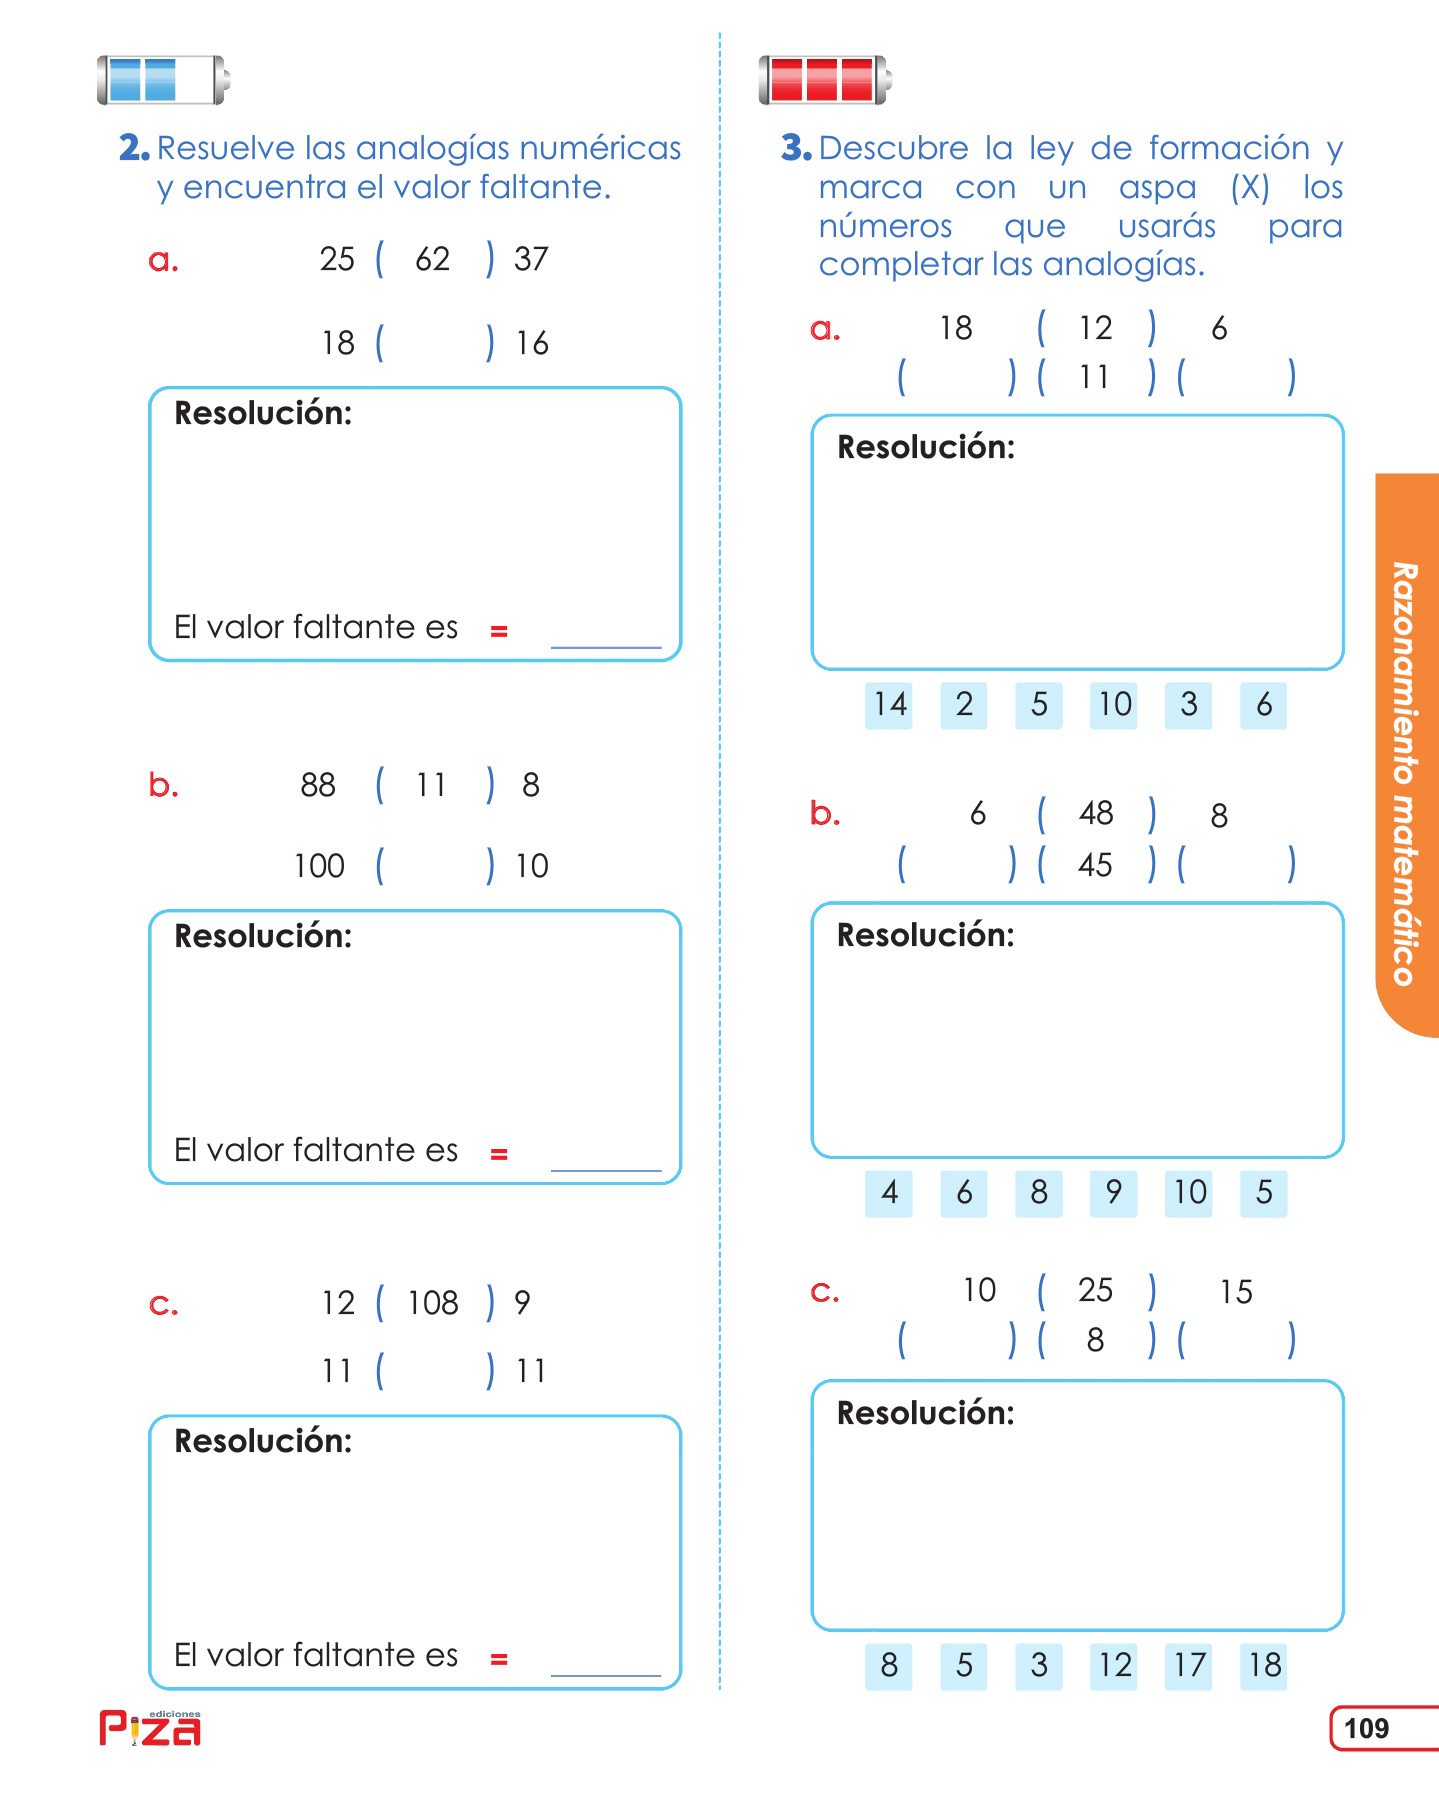 2. Resuelve las analogías numéricas
y encuentra el valor faltante.
a. 25 ( 62 ) 37
18 ( ) 16
Resolución:
El valor faltante es = ______
b. 88 ( 11 ) 8
100 ( ) 10
Resolución:
El valor faltante es = ______
c. 12 ( 108 ) 9
11 ( ) 11
Resolución:
El valor faltante es = ______
3. Descubre la ley de formación y
marca con un aspa (X) los
números que usarás para
completar las analogías.
a. 18 ( 12 ) 6
( ) ( 11 ) ( )
Resolución:
14 2 5 10 3 6
b. 6 ( 48 ) 8
( ) ( 45 ) ( )
Resolución:
4 6 8 9 10 5
c. 10 ( 25 ) 15
( ) ( 8 ) ( )
Resolución:
8 5 3 12 17 18
Razonamiento matemático
ediciones
Piza
109